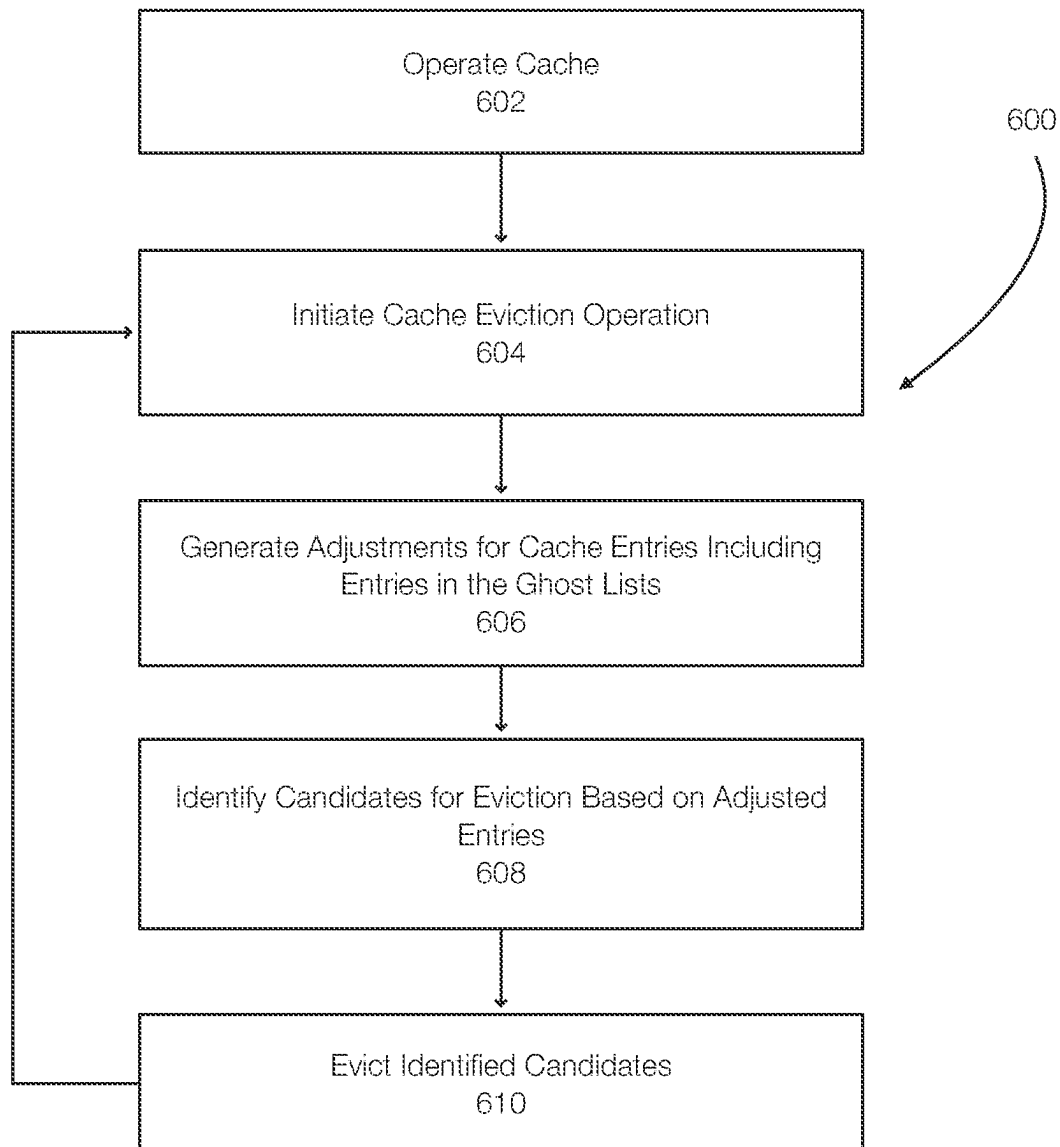 Operate Cache
602
600
Initiate Cache Eviction Operation
604
Generate Adjustments for Cache Entries Including
Entries in the Ghost Lists
606
Identify Candidates for Eviction Based on Adjusted
Entries
608
Evict Identified Candidates
610